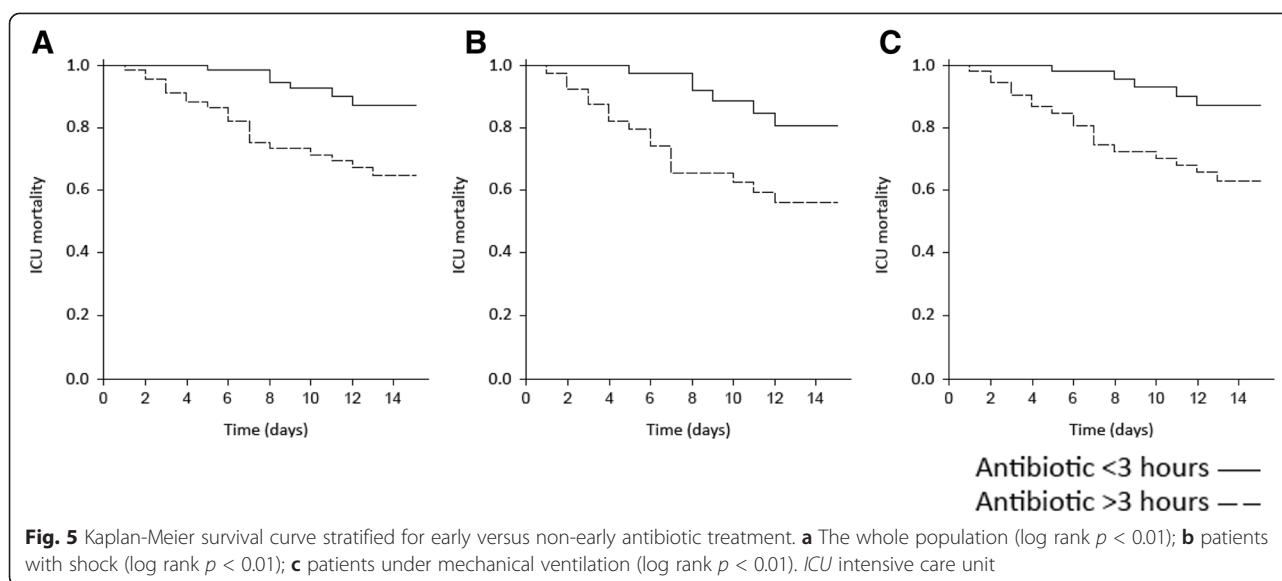 A
B
C
ICU mortality
1.0
0.8
0.6
0.4
0.2
0.0
0 2 4 6 8 10 12 14
Time (days)
ICU mortality
1.0
0.8
0.6
0.4
0.2
0.0
0 2 4 6 8 10 12 14
Time (days)
ICU mortality
1.0
0.8
0.6
0.4
0.2
0.0
0 2 4 6 8 10 12 14
Time (days)
Antibiotic <3 hours
Antibiotic >3 hours
Fig. 5 Kaplan-Meier survival curve stratified for early versus non-early antibiotic treatment. a The whole population (log rank p < 0.01); b patients
with shock (log rank p < 0.01); c patients under mechanical ventilation (log rank p < 0.01). ICU intensive care unit